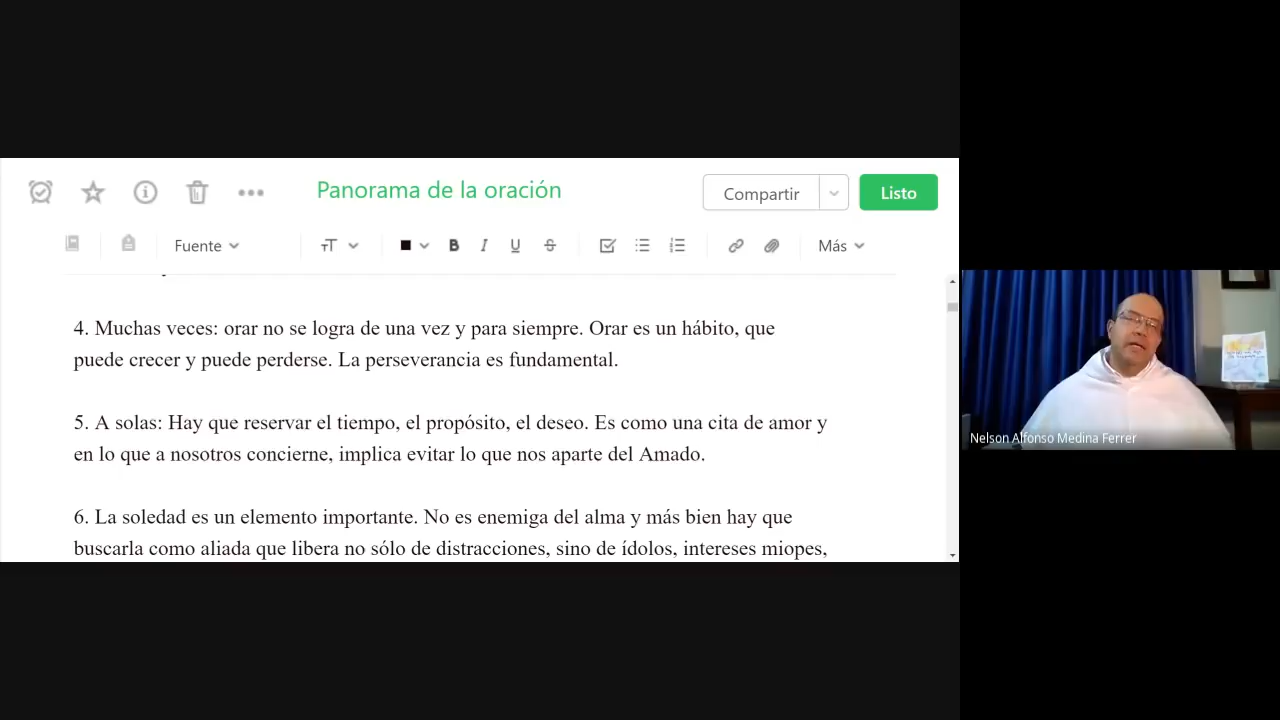 Panorama de la oración
Compartir
Listo
Fuente
B I U S
Más
4. Muchas veces: orar no se logra de una vez y para siempre. Orar es un hábito, que
puede crecer y puede perderse. La perseverancia es fundamental.
5. A solas: Hay que reservar el tiempo, el propósito, el deseo. Es como una cita de amor y
en lo que a nosotros concierne, implica evitar lo que nos aparte del Amado.
6. La soledad es un elemento importante. No es enemiga del alma y más bien hay que
buscarla como aliada que libera no sólo de distracciones, sino de ídolos, intereses miopes,
Nelson Alfonso Medina Ferrer